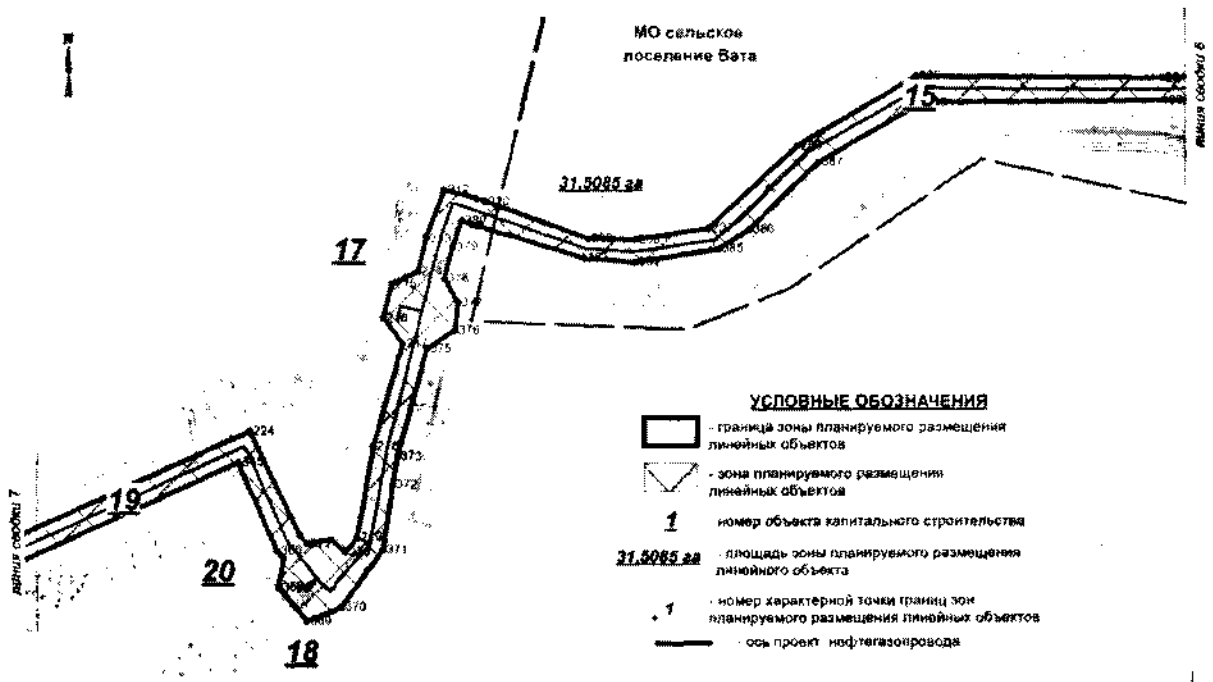 МО сельское
поселение Вата
линия сводки 6
15
31,5085 га
17
387
386
385
379
376
375
373
372
371
370
224
19
20
18
линия сводки 7
УСЛОВНЫЕ ОБОЗНАЧЕНИЯ
- граница зоны планируемого размещения
линейных объектов
- зона планируемого размещения
линейных объектов
1 - номер объекта капитального строительства
31,5085 га - площадь зоны планируемого размещения
линейного объекта
1 - номер характерной точки границ зон
планируемого размещения линейных объектов
- ось проект. нефтегазопровода